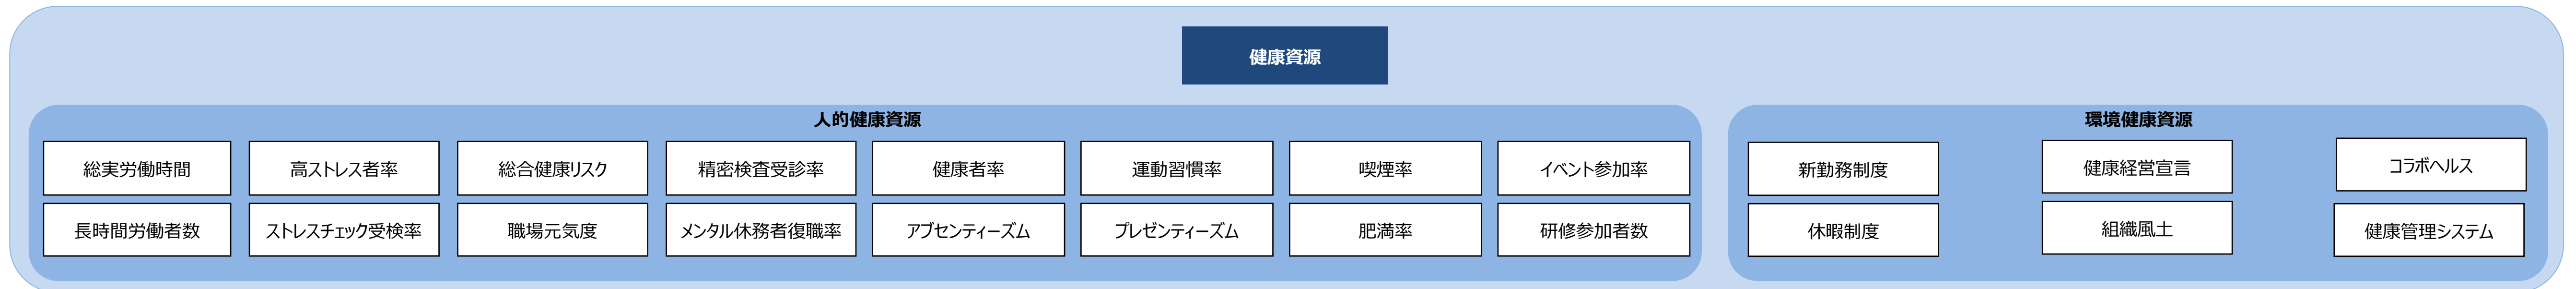 健康資源
人的健康資源
総実労働時間
高ストレス者率
総合健康リスク
精密検査受診率
健康者率
運動習慣率
喫煙率
イベント参加率
長時間労働者数
ストレスチェック受検率
職場元気度
メンタル休務者復職率
アブセンティーズム
プレゼンティーズム
肥満率
研修参加者数
環境健康資源
新勤務制度
健康経営宣言
コラボヘルス
休暇制度
組織風土
健康管理システム